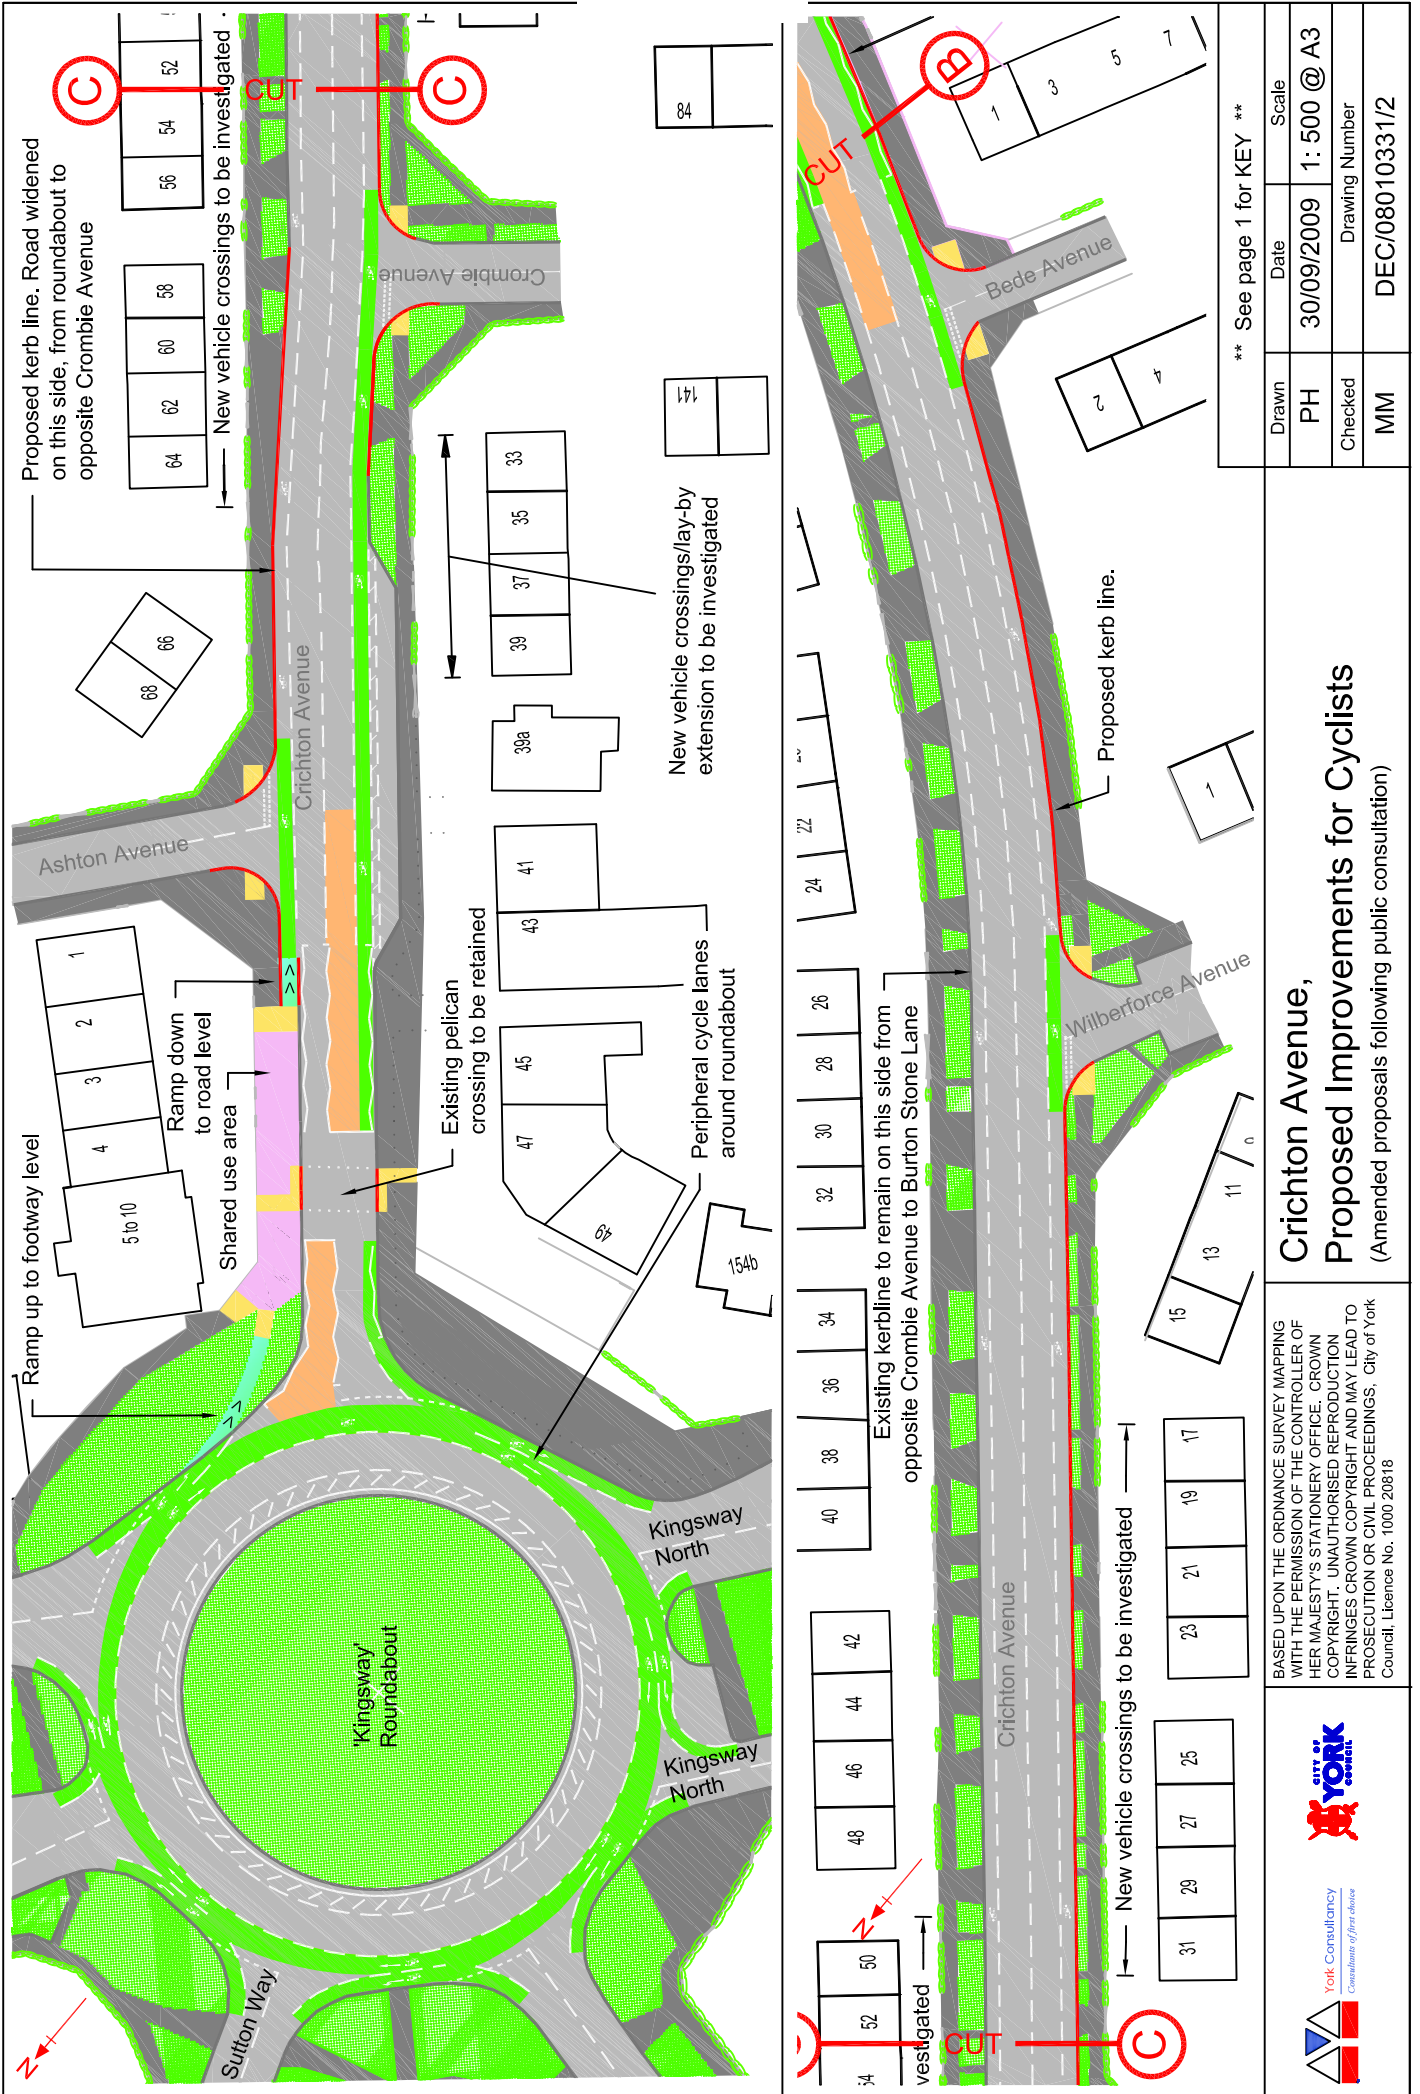 Proposed kerb line. Road widened
on this side, from roundabout to
opposite Crombie Avenue
New vehicle crossings to be investigated
C
CUT
C
52
54
56
58
60
62
64
66
68
84
Crombie Avenue
141
33
35
37
39
39a
41
43
45
47
49
154b
New vehicle crossings/lay-by
extension to be investigated
Crichton Avenue
Ashton Avenue
1
2
3
4
5 to 10
Ramp down
to road level
Shared use area
Ramp up to footway level
Existing pelican
crossing to be retained
Peripheral cycle lanes
around roundabout
Kingsway
North
'Kingsway'
Roundabout
Kingsway
North
Sutton Way
N
CUT
B
1
3
5
7
Bede Avenue
2
4
Proposed kerb line.
1
22
24
26
28
30
32
34
36
38
40
42
44
46
48
50
52
54
Existing kerbline to remain on this side from
opposite Crombie Avenue to Burton Stone Lane
Wilberforce Avenue
11
13
15
17
19
21
23
25
27
29
31
Crichton Avenue
New vehicle crossings to be investigated
vestigated
N
CUT
C
** See page 1 for KEY **
Drawn
Date
Scale
PH
30/09/2009
1: 500 @ A3
Checked
Drawing Number
MM
DEC/08010331/2
Crichton Avenue,
Proposed Improvements for Cyclists
(Amended proposals following public consultation)
BASED UPON THE ORDNANCE SURVEY MAPPING
WITH THE PERMISSION OF THE CONTROLLER OF
HER MAJESTY'S STATIONERY OFFICE. CROWN
COPYRIGHT. UNAUTHORISED REPRODUCTION
INFRINGES CROWN COPYRIGHT AND MAY LEAD TO
PROSECUTION OR CIVIL PROCEEDINGS, City of York
Council, Licence No. 1000 20818
CITY OF
YORK
COUNCIL
York Consultancy
Consultants of first choice